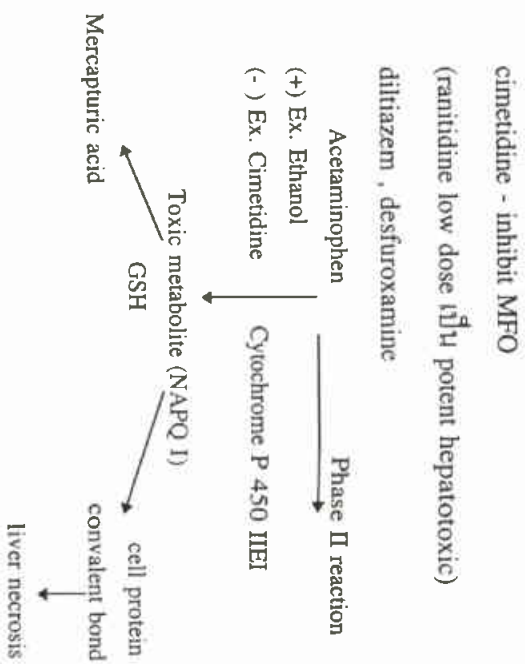 cimetidine - inhibit MFO
(ranitidine low dose เป็น potent hepatotoxic)
diltiazem , desfuroxamine
Acetaminophen
Phase II reaction
(+) Ex. Ethanol
(-) Ex. Cimetidine
Cytochrome P 450 IIEI
Toxic metabolite (NAPQ I)
GSH
Mercapturic acid
cell protein
convalent bond
liver necrosis